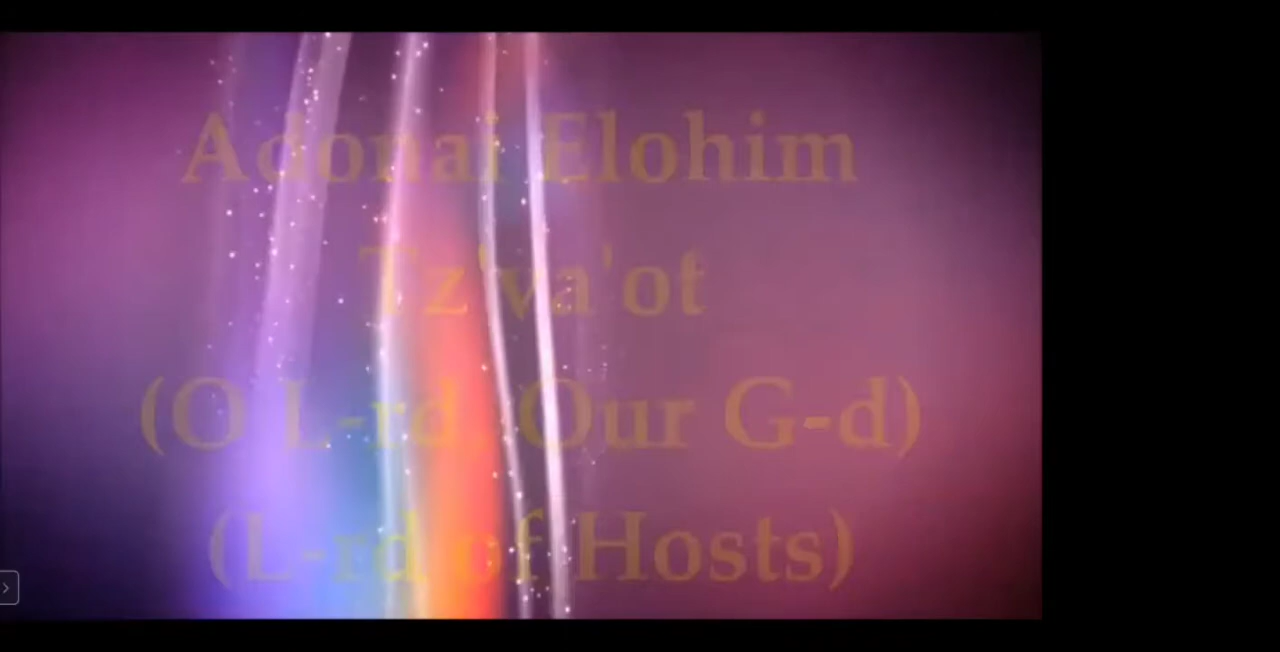 Adonai Elohim
Tz'va'ot
(O L-rd, Our G-d)
(L-rd of Hosts)